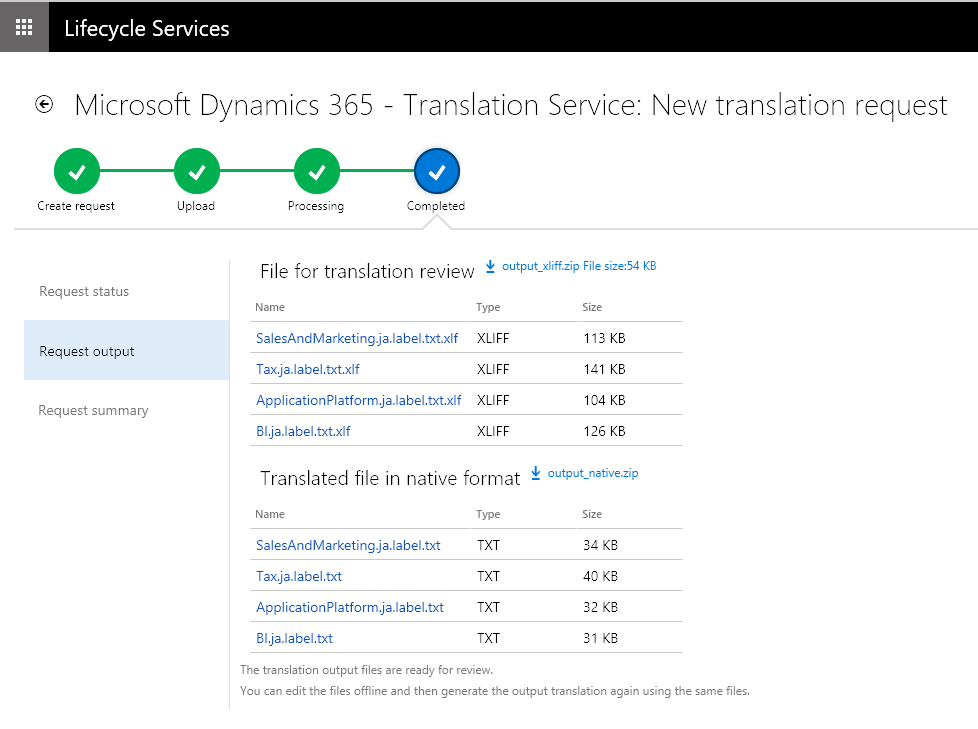 Lifecycle Services
Microsoft Dynamics 365 - Translation Service: New translation request
Create request Upload Processing Completed
Request status
Request output
Request summary
File for translation review output_xliff.zip File size:54 KB
Name Type Size
SalesAndMarketing.ja.label.txt.xlf XLIFF 113 KB
Tax.ja.label.txt.xlf XLIFF 141 KB
ApplicationPlatform.ja.label.txt.xlf XLIFF 104 KB
BI.ja.label.txt.xlf XLIFF 126 KB
Translated file in native format output_native.zip
Name Type Size
SalesAndMarketing.ja.label.txt TXT 34 KB
Tax.ja.label.txt TXT 40 KB
ApplicationPlatform.ja.label.txt TXT 32 KB
BI.ja.label.txt TXT 31 KB
The translation output files are ready for review.
You can edit the files offline and then generate the output translation again using the same files.